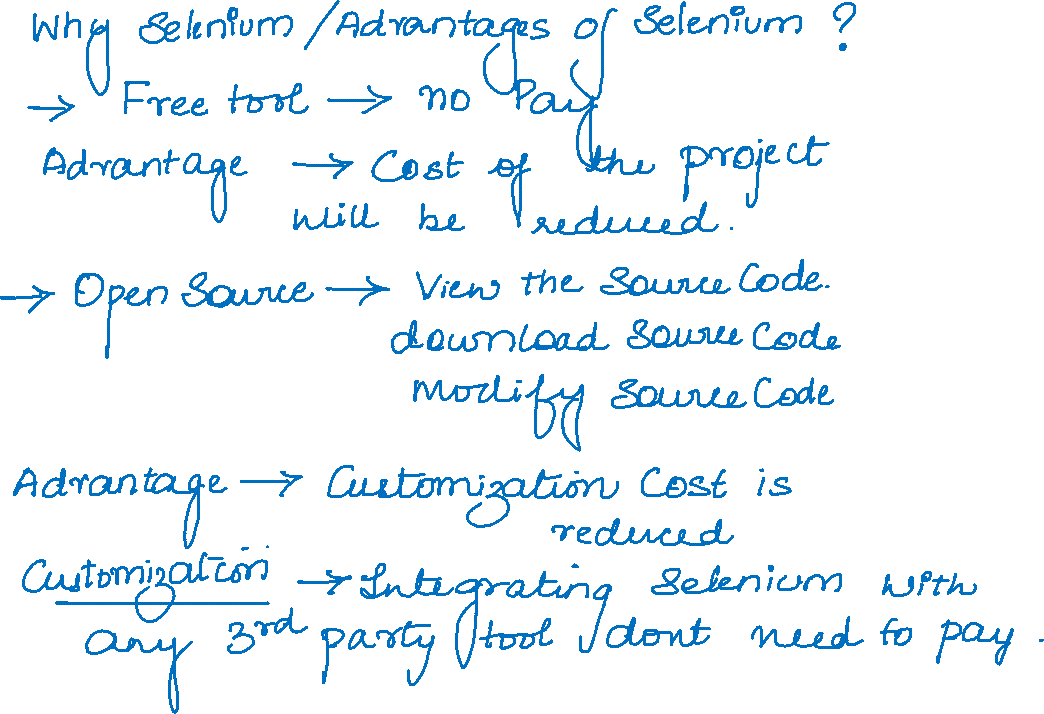 Why Selenium / Advantages of Selenium ?
→ Free tool → no Pay
Advantage → Cost of the project
will be reduced.
→ Open Source → View the Source Code.
download Source Code
Modify Source Code
Advantage → Customization Cost is
reduced
Customization → Integrating Selenium with
any 3rd party tool dont need to pay.